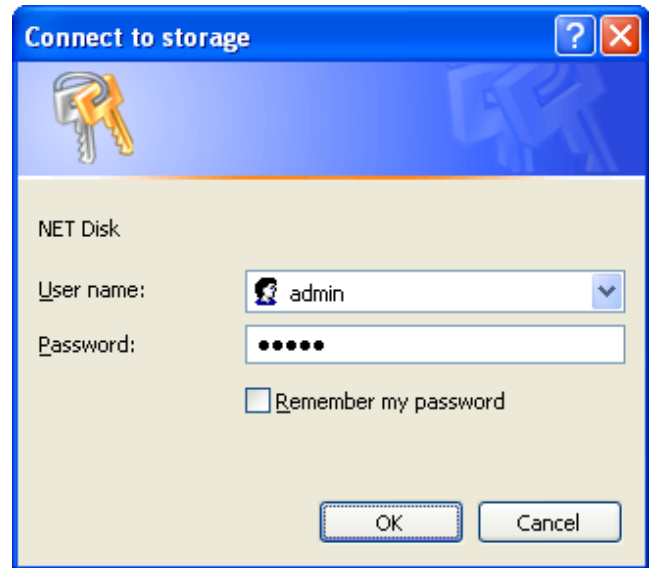 Connect to storage
NET Disk
User name:
admin
Password:
•••••
Remember my password
OK
Cancel